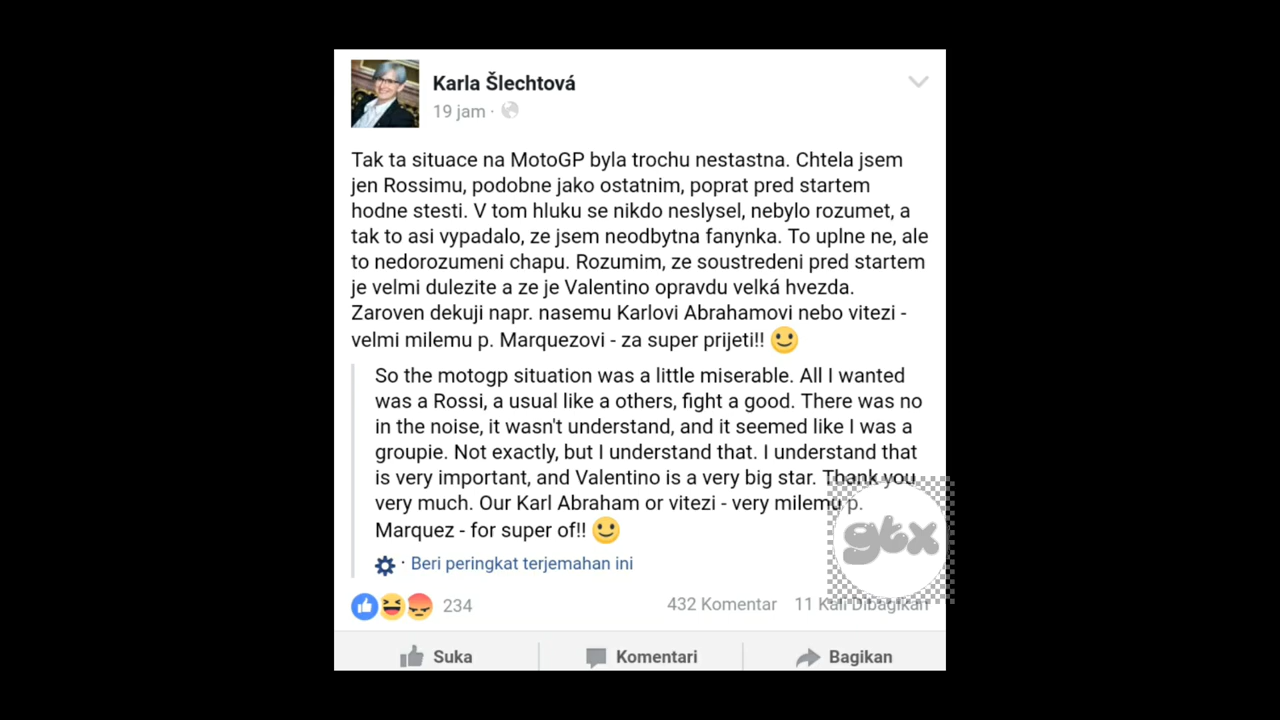 Karla Šlechtová
19 jam ·
Tak ta situace na MotoGP byla trochu nestastna. Chtela jsem
jen Rossimu, podobne jako ostatnim, poprat pred startem
hodne stesti. V tom hluku se nikdo neslysel, nebylo rozumet, a
tak to asi vypadalo, ze jsem neodbytna fanynka. To uplne ne, ale
to nedorozumeni chapu. Rozumim, ze soustredeni pred startem
je velmi dulezite a ze je Valentino opravdu velká hvezda.
Zaroven dekuji napr. nasemu Karlovi Abrahamovi nebo vitezi -
velmi milemu p. Marquezovi - za super prijeti!! 🙂
So the motogp situation was a little miserable. All I wanted
was a Rossi, a usual like a others, fight a good. There was no
in the noise, it wasn't understand, and it seemed like I was a
groupie. Not exactly, but I understand that. I understand that
is very important, and Valentino is a very big star. Thank you
very much. Our Karl Abraham or vitezi - very milemu p.
Marquez - for super of!! 🙂
· Beri peringkat terjemahan ini
gtx
234
432 Komentar 11 Kali Dibagikan
Suka Komentari Bagikan